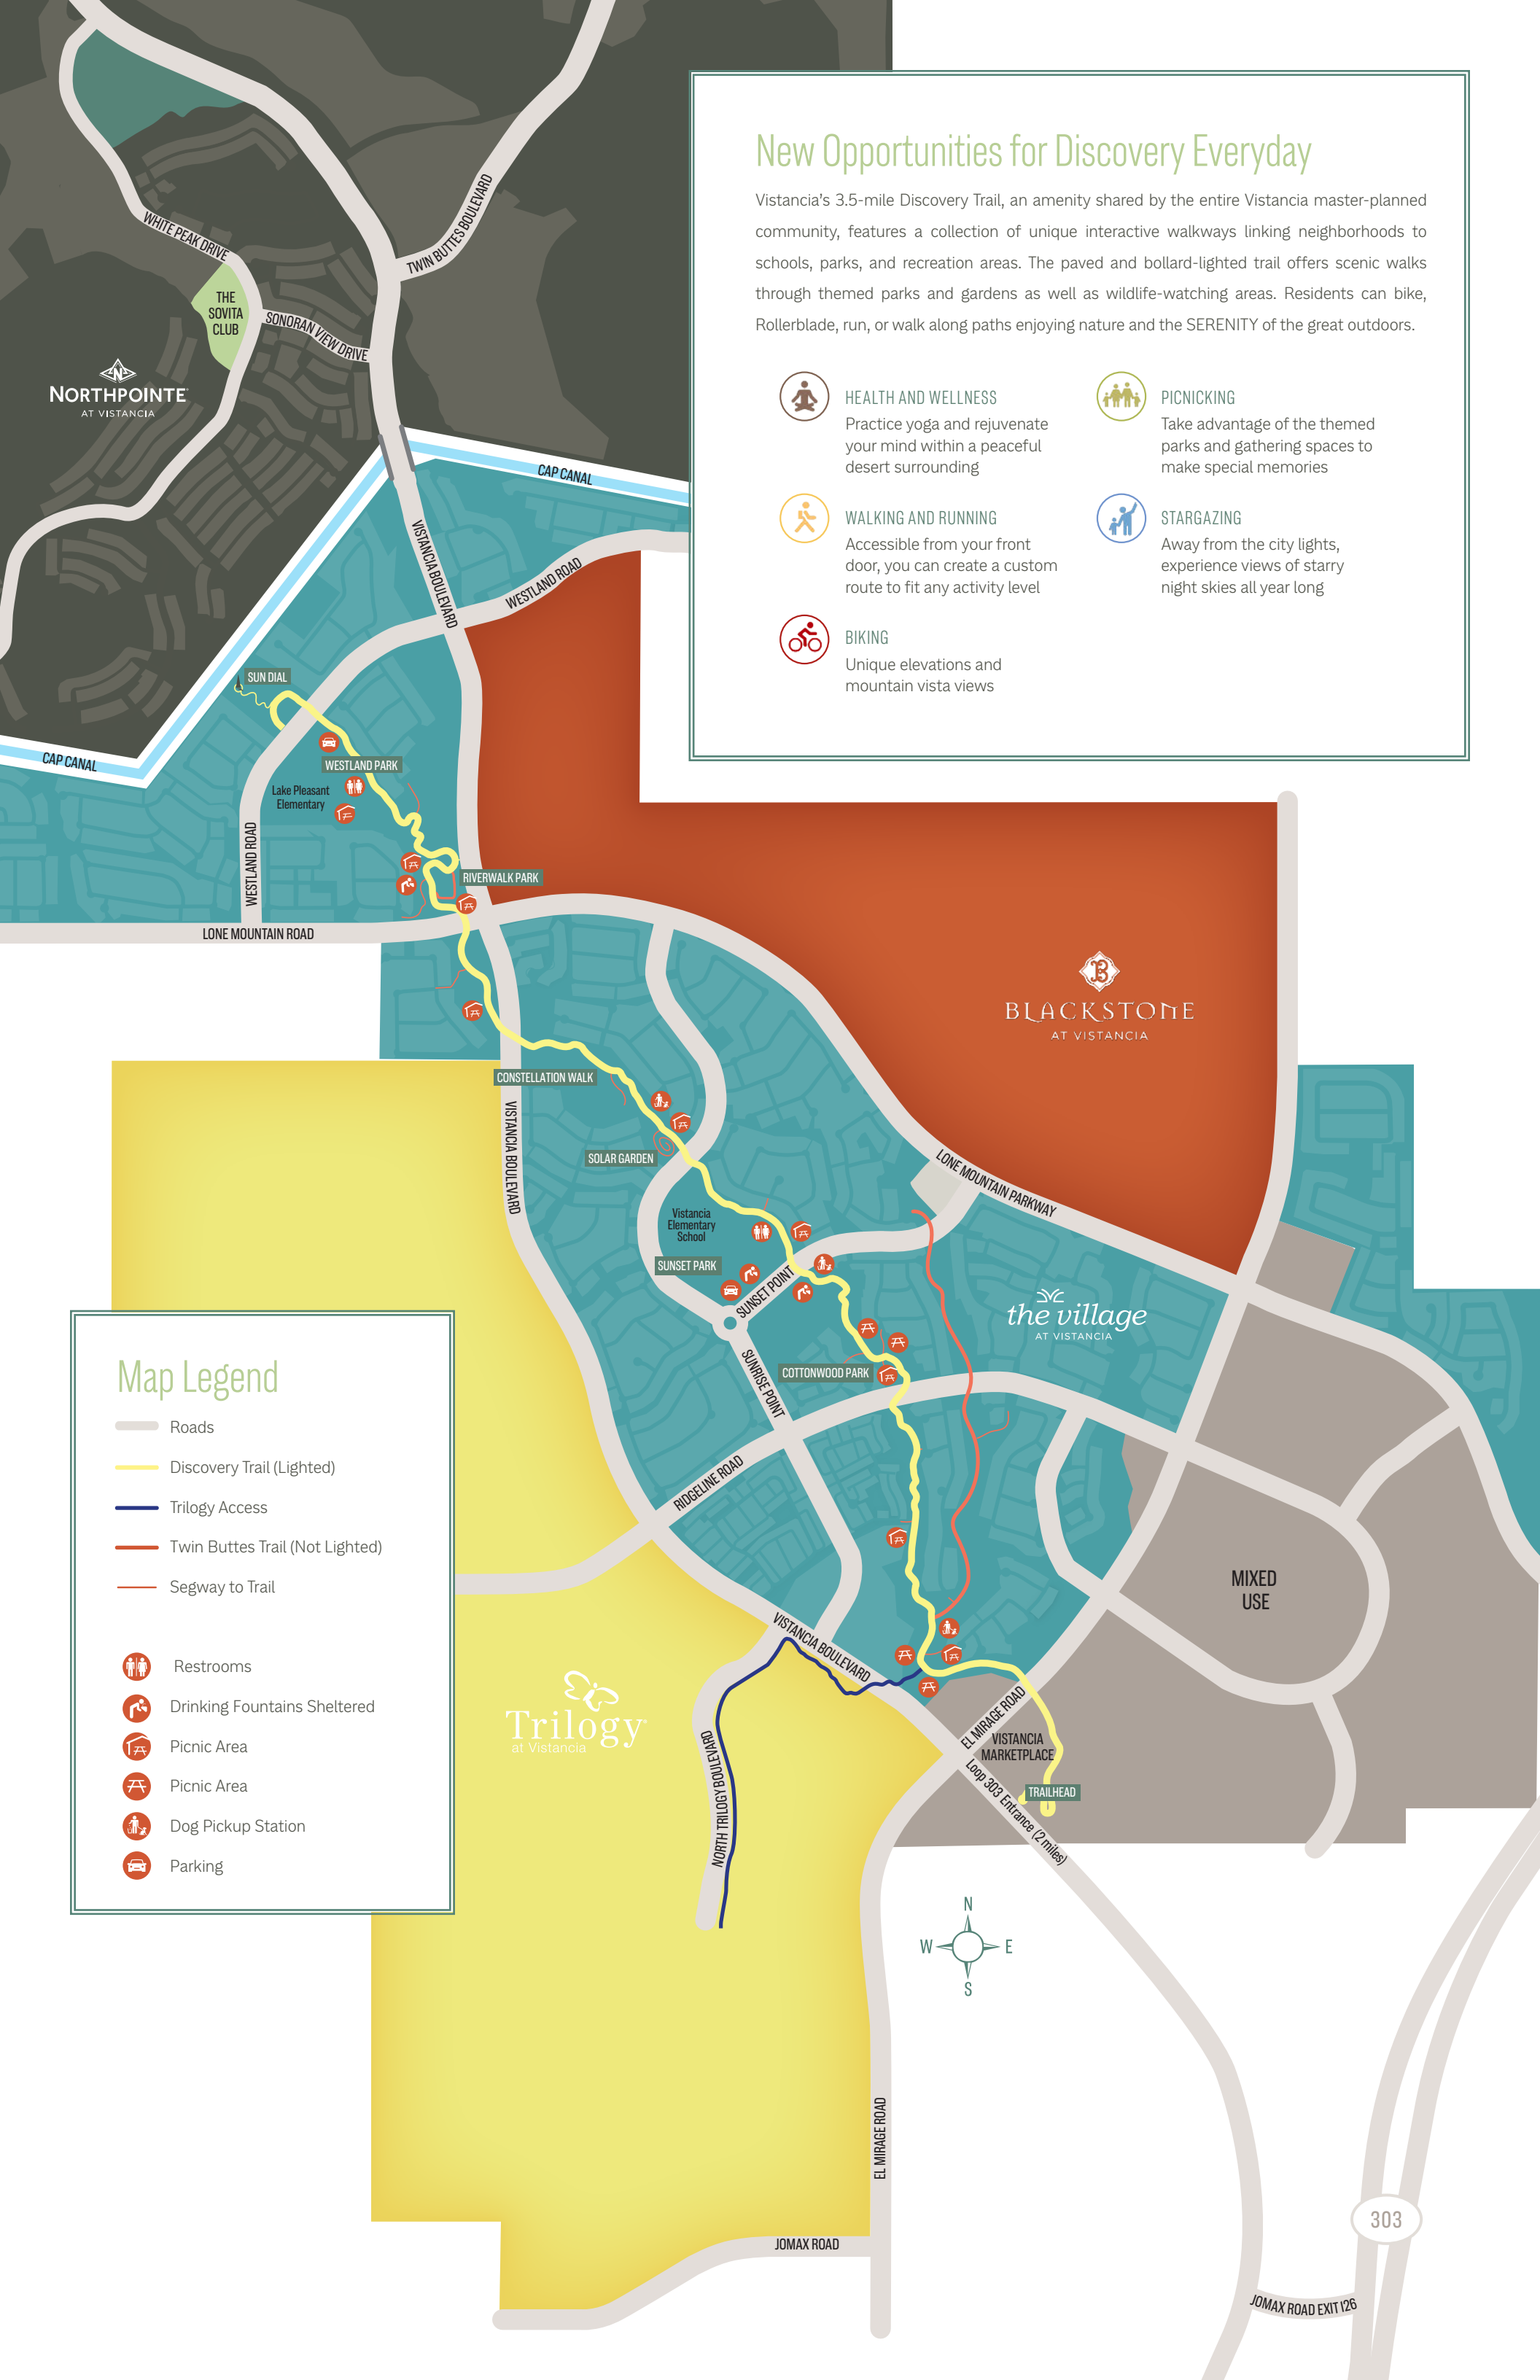 New Opportunities for Discovery Everyday
Vistancia's 3.5-mile Discovery Trail, an amenity shared by the entire Vistancia master-planned
community, features a collection of unique interactive walkways linking neighborhoods to
schools, parks, and recreation areas. The paved and bollard-lighted trail offers scenic walks
through themed parks and gardens as well as wildlife-watching areas. Residents can bike,
Rollerblade, run, or walk along paths enjoying nature and the SERENITY of the great outdoors.
HEALTH AND WELLNESS
Practice yoga and rejuvenate
your mind within a peaceful
desert surrounding
PICNICKING
Take advantage of the themed
parks and gathering spaces to
make special memories
WALKING AND RUNNING
Accessible from your front
door, you can create a custom
route to fit any activity level
STARGAZING
Away from the city lights,
experience views of starry
night skies all year long
BIKING
Unique elevations and
mountain vista views
WHITE PEAK DRIVE
TWIN BUTTES BOULEVARD
THE
SOVITA
CLUB
SONORAN VIEW DRIVE
N
NORTHPOINTE
AT VISTANCIA
CAP CANAL
VISTANCIA BOULEVARD
WESTLAND ROAD
SUN DIAL
CAP CANAL
WESTLAND PARK
Lake Pleasant
Elementary
WESTLAND ROAD
RIVERWALK PARK
LONE MOUNTAIN ROAD
B
BLACKSTONE
AT VISTANCIA
CONSTELLATION WALK
VISTANCIA BOULEVARD
SOLAR GARDEN
LONE MOUNTAIN PARKWAY
Vistancia
Elementary
School
SUNSET PARK
SUNSET POINT
the village
AT VISTANCIA
SUNRISE POINT
COTTONWOOD PARK
RIDGELINE ROAD
MIXED
USE
VISTANCIA BOULEVARD
Trilogy
at Vistancia
NORTH TRILOGY BOULEVARD
EL MIRAGE ROAD
VISTANCIA
MARKETPLACE
TRAILHEAD
Loop 303 Entrance (2 miles)
Map Legend
Roads
Discovery Trail (Lighted)
Trilogy Access
Twin Buttes Trail (Not Lighted)
Segway to Trail
Restrooms
Drinking Fountains Sheltered
Picnic Area
Picnic Area
Dog Pickup Station
Parking
N
W
E
S
EL MIRAGE ROAD
303
JOMAX ROAD
JOMAX ROAD EXIT 126